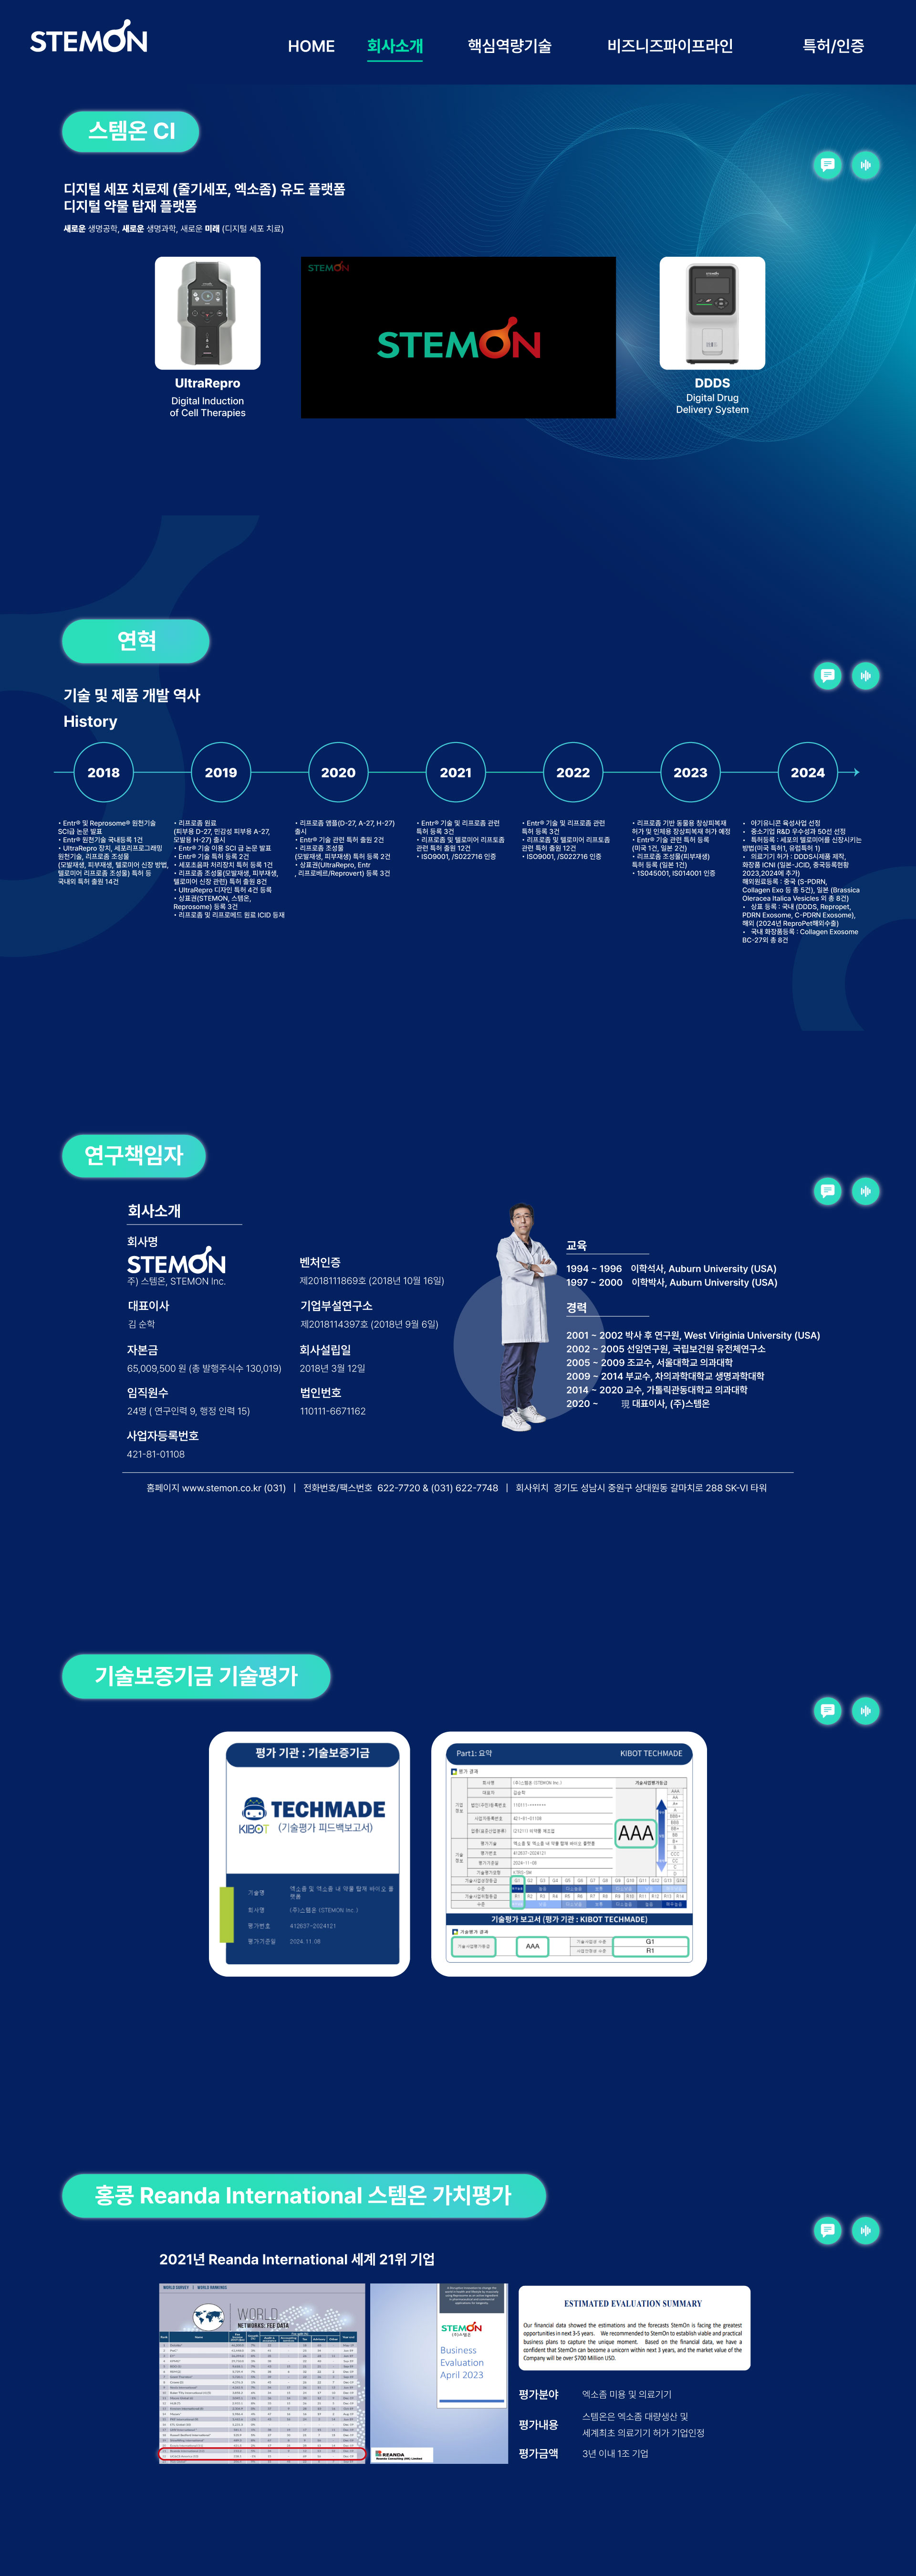 STEMON
HOME
회사소개
핵심역량기술
비즈니즈파이프라인
특허/인증
스템온 CI
디지털 세포 치료제 (줄기세포, 엑소좀) 유도 플랫폼
디지털 약물 탑재 플랫폼
새로운 생명공학, 새로운 생명과학, 새로운 미래 (디지털 세포 치료)
STEMON
STEMON
UltraRepro
Digital Induction
of Cell Therapies
DDDS
Digital Drug
Delivery System
연혁
기술 및 제품 개발 역사
History
2018
• Entr® 및 Reprosome® 원천기술
SCI급 논문 발표
• Entr® 원천기술 국내등록 1건
• UltraRepro 장치, 세포리프로그래밍
원천기술, 리프로좀 조성물
(모발재생, 피부재생, 텔로미어 신장 방법,
텔로미어 리프로좀 조성물) 특허 등
국내외 특허 출원 14건
2019
• 리프로좀 원료
(피부용 D-27, 민감성 피부용 A-27,
모발용 H-27) 출시
• Entr® 기술 이용 SCI 급 논문 발표
• Entr® 기술 특허 등록 2건
• 세포초음파 처리장치 특허 등록 1건
• 리프로좀 조성물(모발재생, 피부재생,
텔로미어 신장 관련) 특허 출원 8건
• UltraRepro 디자인 특허 4건 등록
• 상표권(STEMON, 스템온,
Reprosome) 등록 3건
• 리프로좀 및 리프로메드 원료 ICID 등재
2020
• 리프로좀 앰플(D-27, A-27, H-27)
출시
• Entr® 기술 관련 특허 출원 2건
• 리프로좀 조성물
(모발재생, 피부재생) 특허 등록 2건
• 상표권(UltraRepro, Entr
, 리프로베르/Reprovert) 등록 3건
2021
• Entr® 기술 및 리프로좀 관련
특허 등록 3건
• 리프로좀 및 텔로미어 리프로좀
관련 특허 출원 12건
• ISO9001, /S022716 인증
2022
• Entr® 기술 및 리프로좀 관련
특허 등록 3건
• 리프로좀 및 텔로미어 리프로좀
관련 특허 출원 12건
• ISO9001, /S022716 인증
2023
• 리프로좀 기반 동물용 창상피복재
허가 및 인체용 창상피복재 허가 예정
• Entr® 기술 관련 특허 등록
(미국 1건, 일본 2건)
• 리프로좀 조성물(피부재생)
특허 등록 (일본 1건)
• 1S045001, IS014001 인증
2024
• 아기유니콘 육성사업 선정
• 중소기업 R&D 우수성과 50선 선정
• 특허등록 : 세포의 텔로미어를 신장시키는
방법(미국 특허1, 유럽특허 1)
• 의료기기 허가 : DDDS시제품 제작,
화장품 ICNI (일본-JCID, 중국등록현황
2023,2024에 추가)
해외원료등록 : 중국 (S-PDRN,
Collagen Exo 등 총 5건), 일본 (Brassica
Oleracea Italica Vesicles 외 총 8건)
• 상표 등록 : 국내 (DDDS, Repropet,
PDRN Exosome, C-PDRN Exosome),
해외 (2024년 ReproPet해외수출)
• 국내 화장품등록 : Collagen Exosome
BC-27외 총 8건
연구책임자
회사소개
회사명
STEMON
주) 스템온, STEMON Inc.
대표이사
김 순학
자본금
65,009,500 원 (총 발행주식수 130,019)
임직원수
24명 ( 연구인력 9, 행정 인력 15)
사업자등록번호
421-81-01108
벤처인증
제2018111869호 (2018년 10월 16일)
기업부설연구소
제2018114397호 (2018년 9월 6일)
회사설립일
2018년 3월 12일
법인번호
110111-6671162
교육
1994 ~ 1996 이학석사, Auburn University (USA)
1997 ~ 2000 이학박사, Auburn University (USA)
경력
2001 ~ 2002 박사 후 연구원, West Viriginia University (USA)
2002 ~ 2005 선임연구원, 국립보건원 유전체연구소
2005 ~ 2009 조교수, 서울대학교 의과대학
2009 ~ 2014 부교수, 차의과학대학교 생명과학대학
2014 ~ 2020 교수, 가톨릭관동대학교 의과대학
2020 ~ 現 대표이사, (주)스템온
홈페이지 www.stemon.co.kr (031) | 전화번호/팩스번호 622-7720 & (031) 622-7748 | 회사위치 경기도 성남시 중원구 상대원동 갈마치로 288 SK-VI 타워
기술보증기금 기술평가
평가 기관 : 기술보증기금
KIBOT
TECHMADE
(기술평가 피드백보고서)
기술명 엑소좀 및 엑소좀 내 약물 탑재 바이오 플랫폼
회사명 (주)스템온 (STEMON Inc.)
평가번호 412637-2024121
평가기준일 2024.11.08
Part1: 요약
KIBOT TECHMADE
평가 결과
AAA
기술평가 보고서 (평가 기관 : KIBOT TECHMADE)
기술평가 결과
기술사업평가등급
AAA
G1
R1
홍콩 Reanda International 스템온 가치평가
2021년 Reanda International 세계 21위 기업
WORLD SURVEY | WORLD RANKINGS
WORLD
NETWORKS: FEE DATA
STEMON
(주)스템온
Business
Evaluation
April 2023
REANDA
ESTIMATED EVALUATION SUMMARY
Our financial data showed the estimations and the forecasts StemOn is facing the greatest
opportunities in next 3-5 years. We recommended to StemOn's board to execute their
business plans to capture the unique moment. Based on the financial data, we have a
confident that StemOn can become a unicorn within next 3 years, and the market value of the
Company will be over $700 Million USD.
평가분야 엑소좀 미용 및 의료기기
평가내용 스템온은 엑소좀 대량생산 및
세계최초 의료기기 허가 기업인정
평가금액 3년 이내 1조 기업